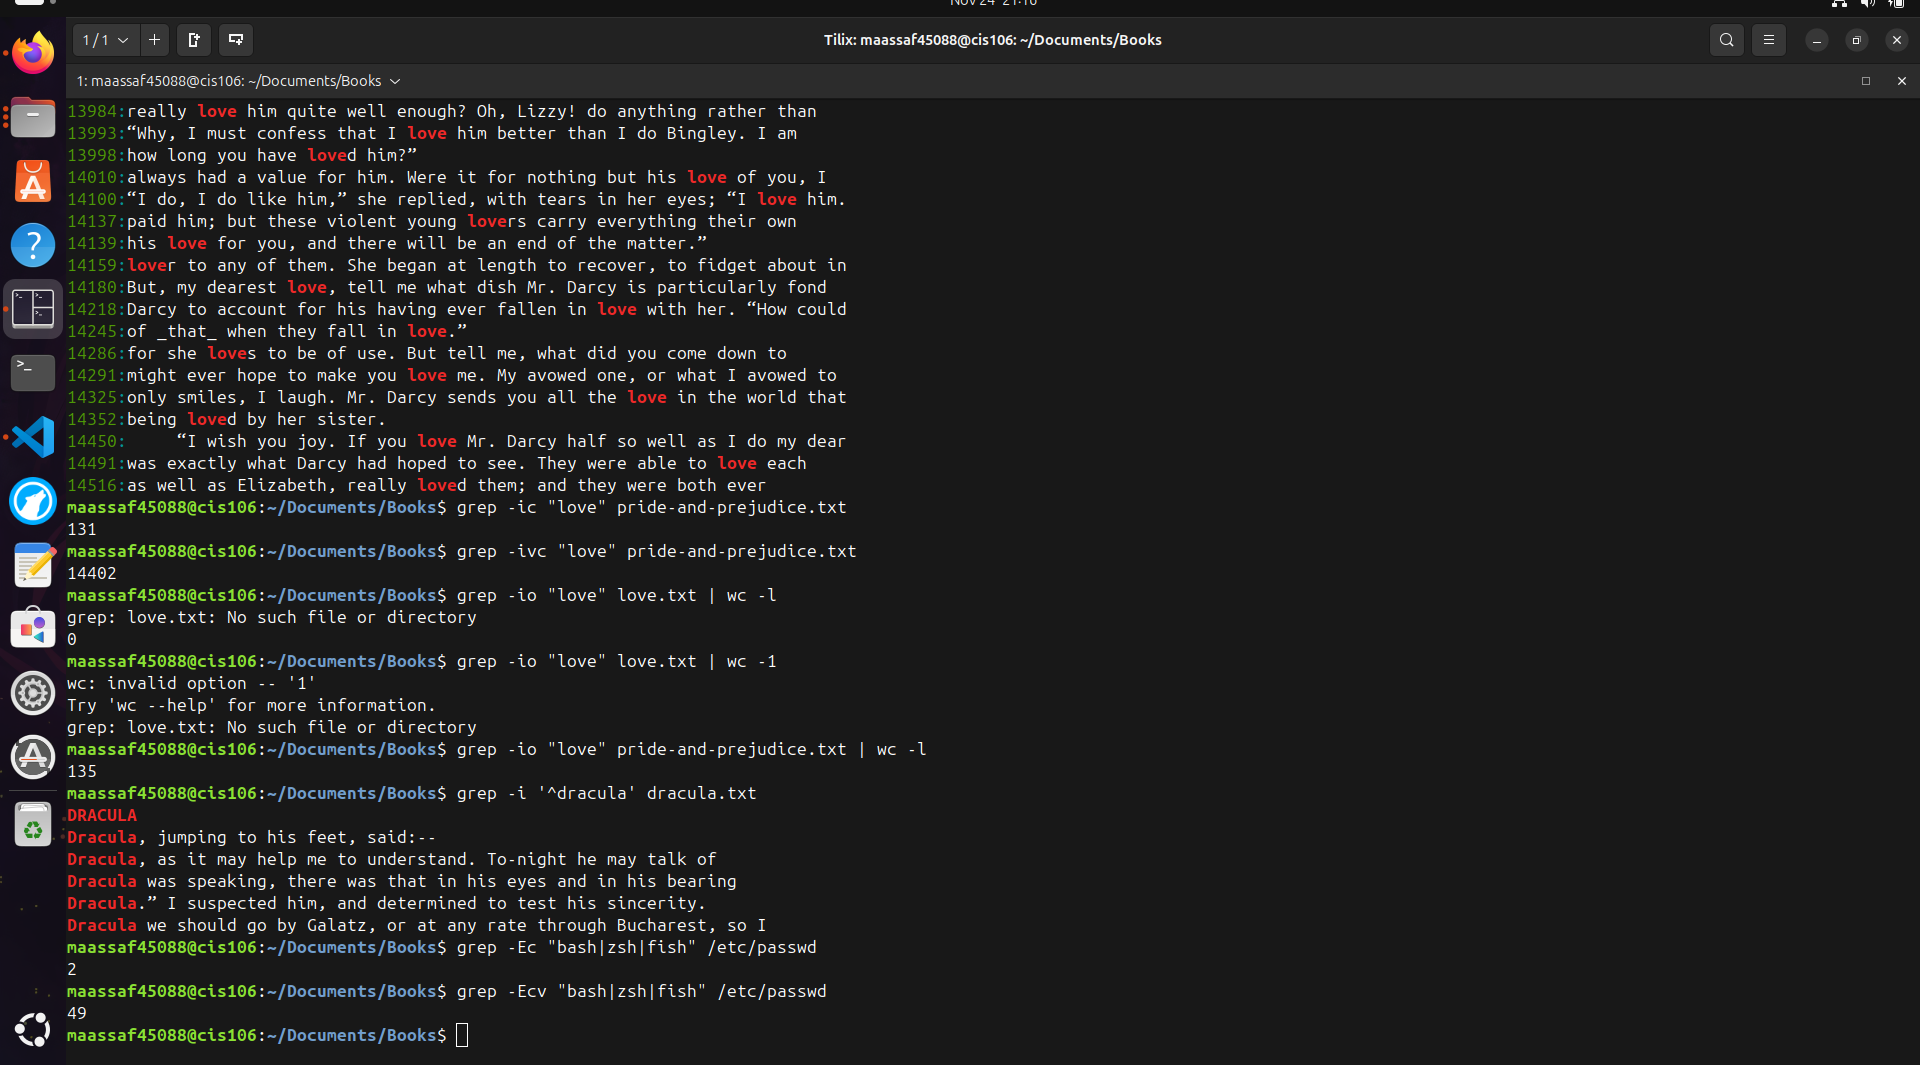 Nov 24 21:10
1 / 1
Tilix: maassaf45088@cis106: ~/Documents/Books
1: maassaf45088@cis106: ~/Documents/Books
13984:really love him quite well enough? Oh, Lizzy! do anything rather than
13993:“Why, I must confess that I love him better than I do Bingley. I am
13998:how long you have loved him?”
14010:always had a value for him. Were it for nothing but his love of you, I
14100:“I do, I do like him,” she replied, with tears in her eyes; “I love him.
14137:paid him; but these violent young lovers carry everything their own
14139:his love for you, and there will be an end of the matter.”
14159:lover to any of them. She began at length to recover, to fidget about in
14180:But, my dearest love, tell me what dish Mr. Darcy is particularly fond
14218:Darcy to account for his having ever fallen in love with her. “How could
14245:of _that_ when they fall in love.”
14286:for she loves to be of use. But tell me, what did you come down to
14291:might ever hope to make you love me. My avowed one, or what I avowed to
14325:only smiles, I laugh. Mr. Darcy sends you all the love in the world that
14352:being loved by her sister.
14450:     “I wish you joy. If you love Mr. Darcy half so well as I do my dear
14491:was exactly what Darcy had hoped to see. They were able to love each
14516:as well as Elizabeth, really loved them; and they were both ever
maassaf45088@cis106:~/Documents/Books$ grep -ic "love" pride-and-prejudice.txt
131
maassaf45088@cis106:~/Documents/Books$ grep -ivc "love" pride-and-prejudice.txt
14402
maassaf45088@cis106:~/Documents/Books$ grep -io "love" love.txt | wc -l
grep: love.txt: No such file or directory
0
maassaf45088@cis106:~/Documents/Books$ grep -io "love" love.txt | wc -1
wc: invalid option -- '1'
Try 'wc --help' for more information.
grep: love.txt: No such file or directory
maassaf45088@cis106:~/Documents/Books$ grep -io "love" pride-and-prejudice.txt | wc -l
135
maassaf45088@cis106:~/Documents/Books$ grep -i '^dracula' dracula.txt
DRACULA
Dracula, jumping to his feet, said:--
Dracula, as it may help me to understand. To-night he may talk of
Dracula was speaking, there was that in his eyes and in his bearing
Dracula.” I suspected him, and determined to test his sincerity.
Dracula we should go by Galatz, or at any rate through Bucharest, so I
maassaf45088@cis106:~/Documents/Books$ grep -Ec "bash|zsh|fish" /etc/passwd
2
maassaf45088@cis106:~/Documents/Books$ grep -Ecv "bash|zsh|fish" /etc/passwd
49
maassaf45088@cis106:~/Documents/Books$